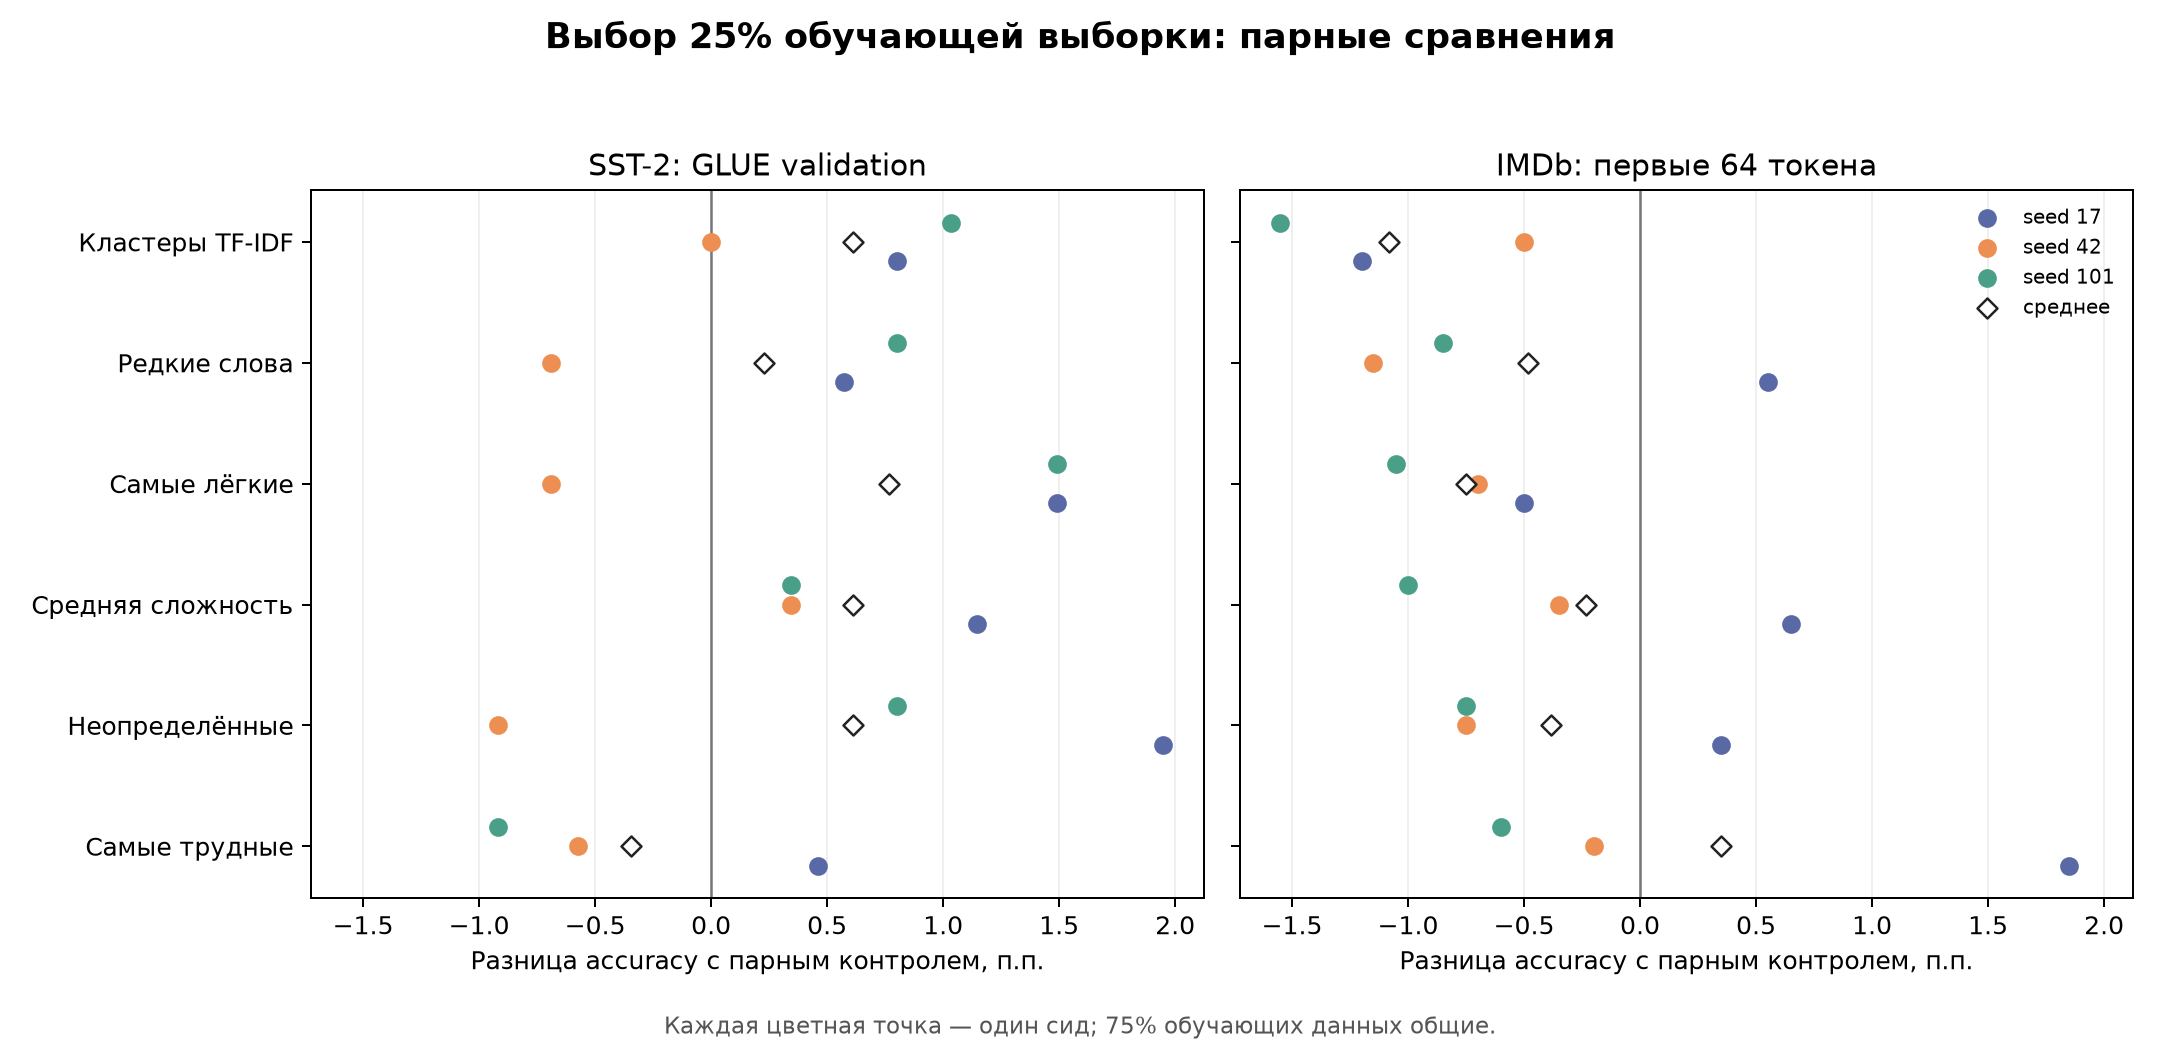 Выбор 25% обучающей выборки: парные сравнения
SST-2: GLUE validation
Кластеры TF-IDF
Редкие слова
Самые лёгкие
Средняя сложность
Неопределённые
Самые трудные
−1.5 −1.0 −0.5 0.0 0.5 1.0 1.5 2.0
Разница accuracy с парным контролем, п.п.
IMDb: первые 64 токена
seed 17
seed 42
seed 101
среднее
−1.5 −1.0 −0.5 0.0 0.5 1.0 1.5 2.0
Разница accuracy с парным контролем, п.п.
Каждая цветная точка — один сид; 75% обучающих данных общие.